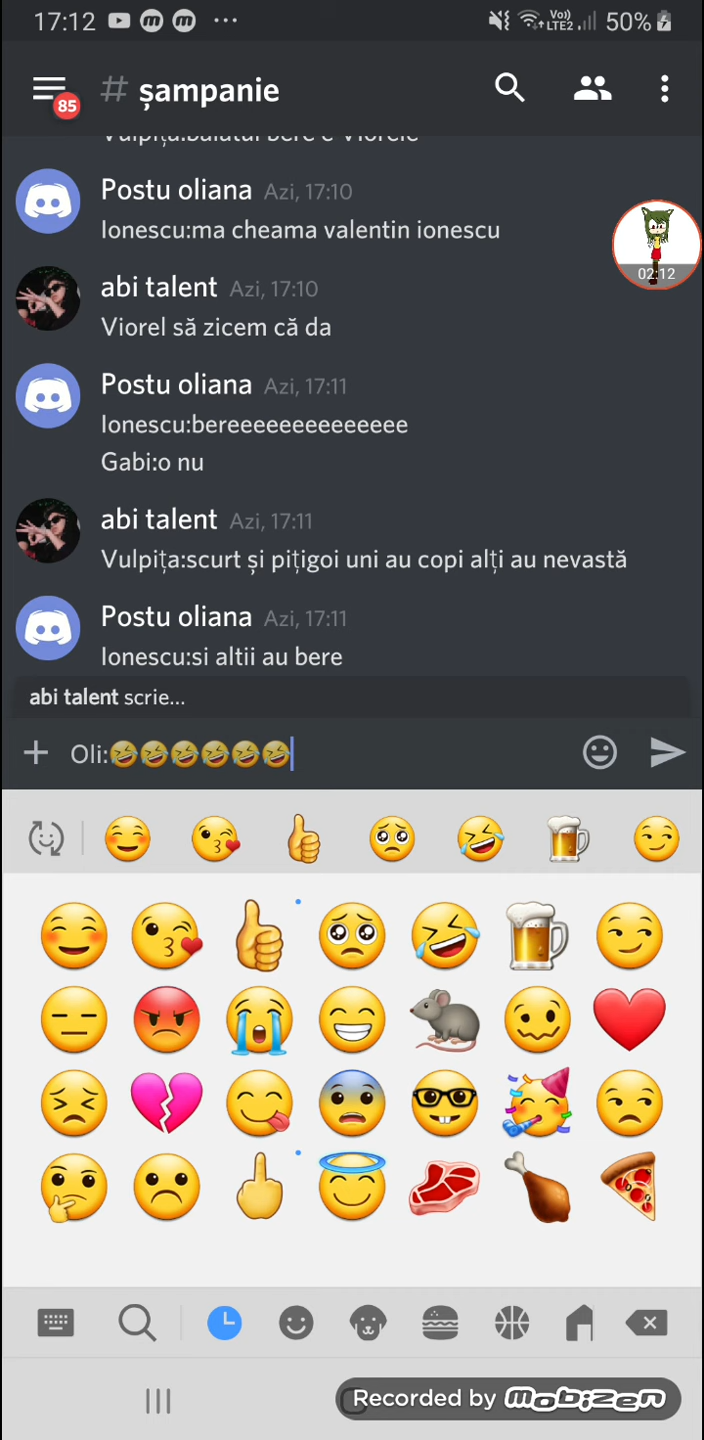 17:12
Vo))
LTE2
50%
85
# șampanie
Postu oliana Azi, 17:10
Ionescu:ma cheama valentin ionescu
02:12
abi talent Azi, 17:10
Viorel să zicem că da
Postu oliana Azi, 17:11
Ionescu:bereeeeeeeeeeeeee
Gabi:o nu
abi talent Azi, 17:11
Vulpița:scurt și pițigoi uni au copi alți au nevastă
Postu oliana Azi, 17:11
Ionescu:si altii au bere
abi talent scrie...
Oli:🤣🤣🤣🤣🤣🤣
Recorded by mobizen